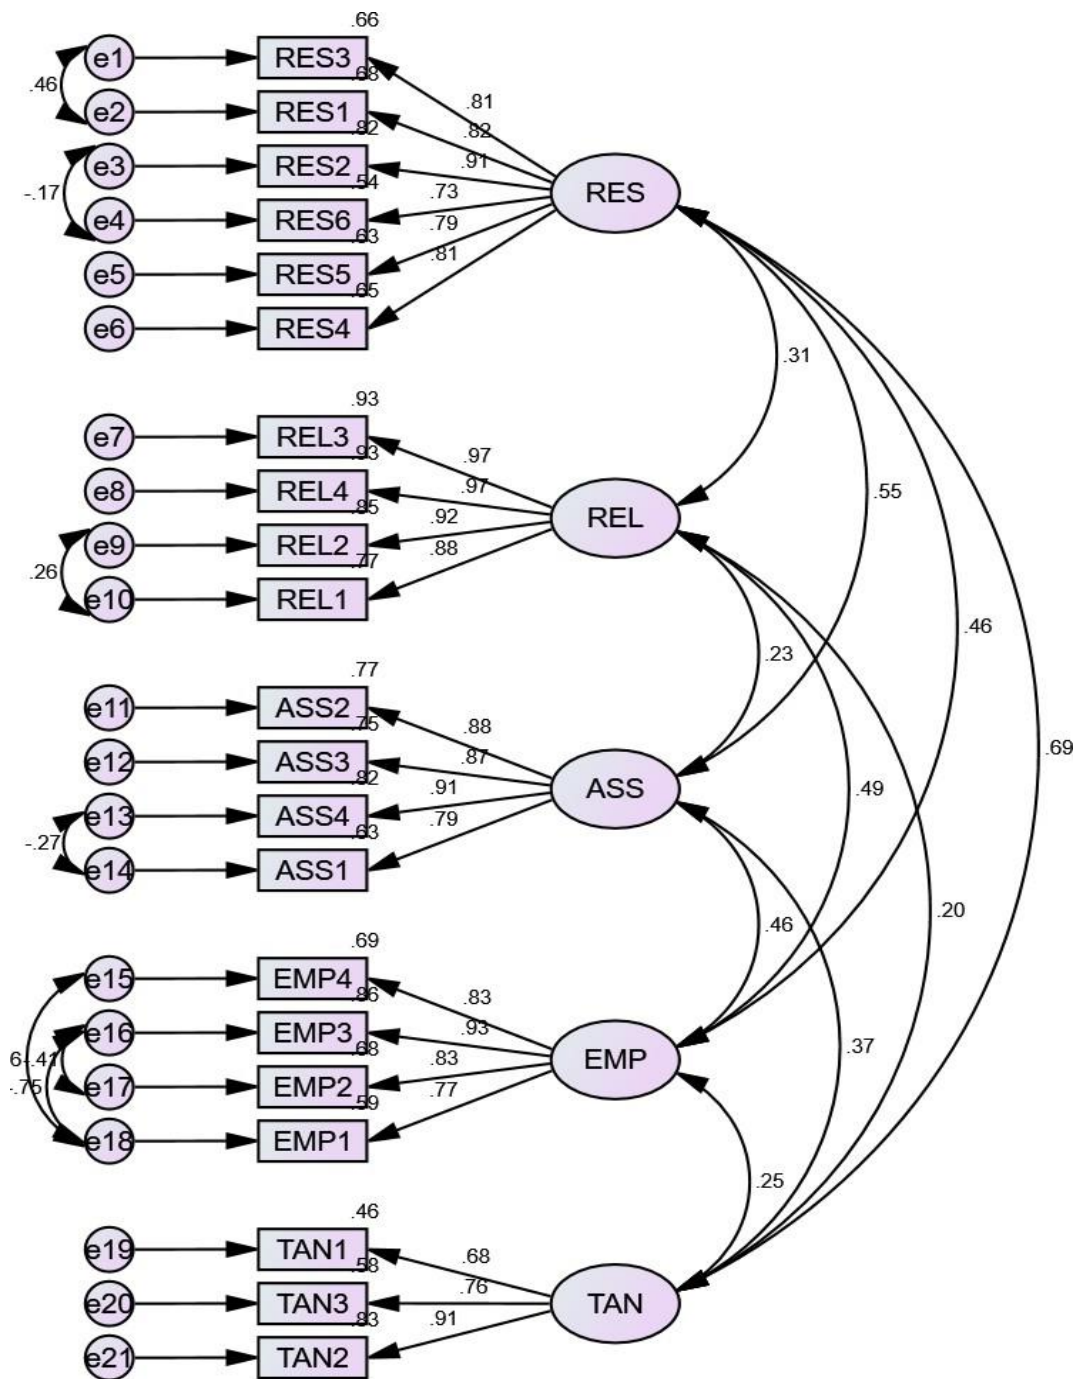 .66
e1 RES3
.68
.46 .81
e2 RES1 .82
.82
e3 RES2 .91
-.17 .54 RES
e4 RES6 .73
.63 .79
e5 RES5 .81
.65
e6 RES4
.31
.93
e7 REL3
.93 .97
e8 REL4 .97
.85 .55
e9 REL2 .92 REL
.26 .77 .88
e10 REL1
.46
.23
.77
e11 ASS2
.75 .88
e12 ASS3 .87 .69
.82 .91 ASS .49
e13 ASS4
-.27 .63 .79
e14 ASS1
.20
.46
.69
e15 EMP4
.86 .83
e16 EMP3 .93
.68 .37
-.41 .83 EMP
-.75 e17 EMP2
.59 .77
e18 EMP1
.25
.46
e19 TAN1
.58 .68
e20 TAN3 .76 TAN
.83 .91
e21 TAN2